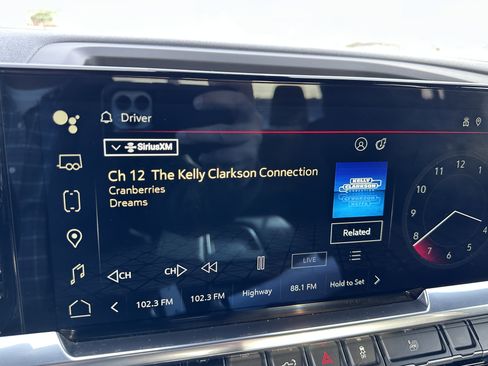 Driver
SiriusXM
Ch 12 The Kelly Clarkson Connection
Cranberries
Dreams
KELLY
CLARKSON
CONNECTION
Related
CH
CH
LIVE
102.3 FM
102.3 FM
Highway
88.1 FM
Hold to Set
12
1
2
3
4
5
6
7
8
9
10
11